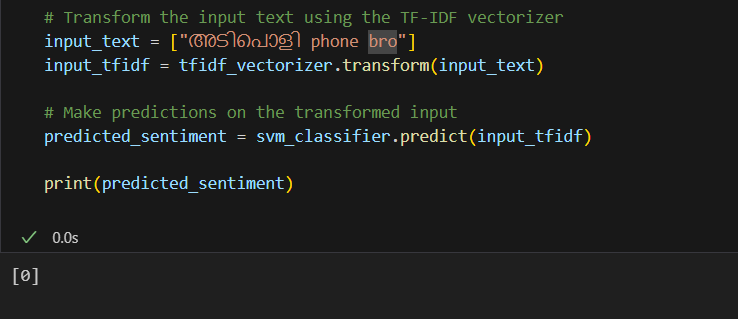 # Transform the input text using the TF-IDF vectorizer
input_text = ["അടിപൊളി phone bro"]
input_tfidf = tfidf_vectorizer.transform(input_text)
# Make predictions on the transformed input
predicted_sentiment = svm_classifier.predict(input_tfidf)
print(predicted_sentiment)
0.0s
[0]